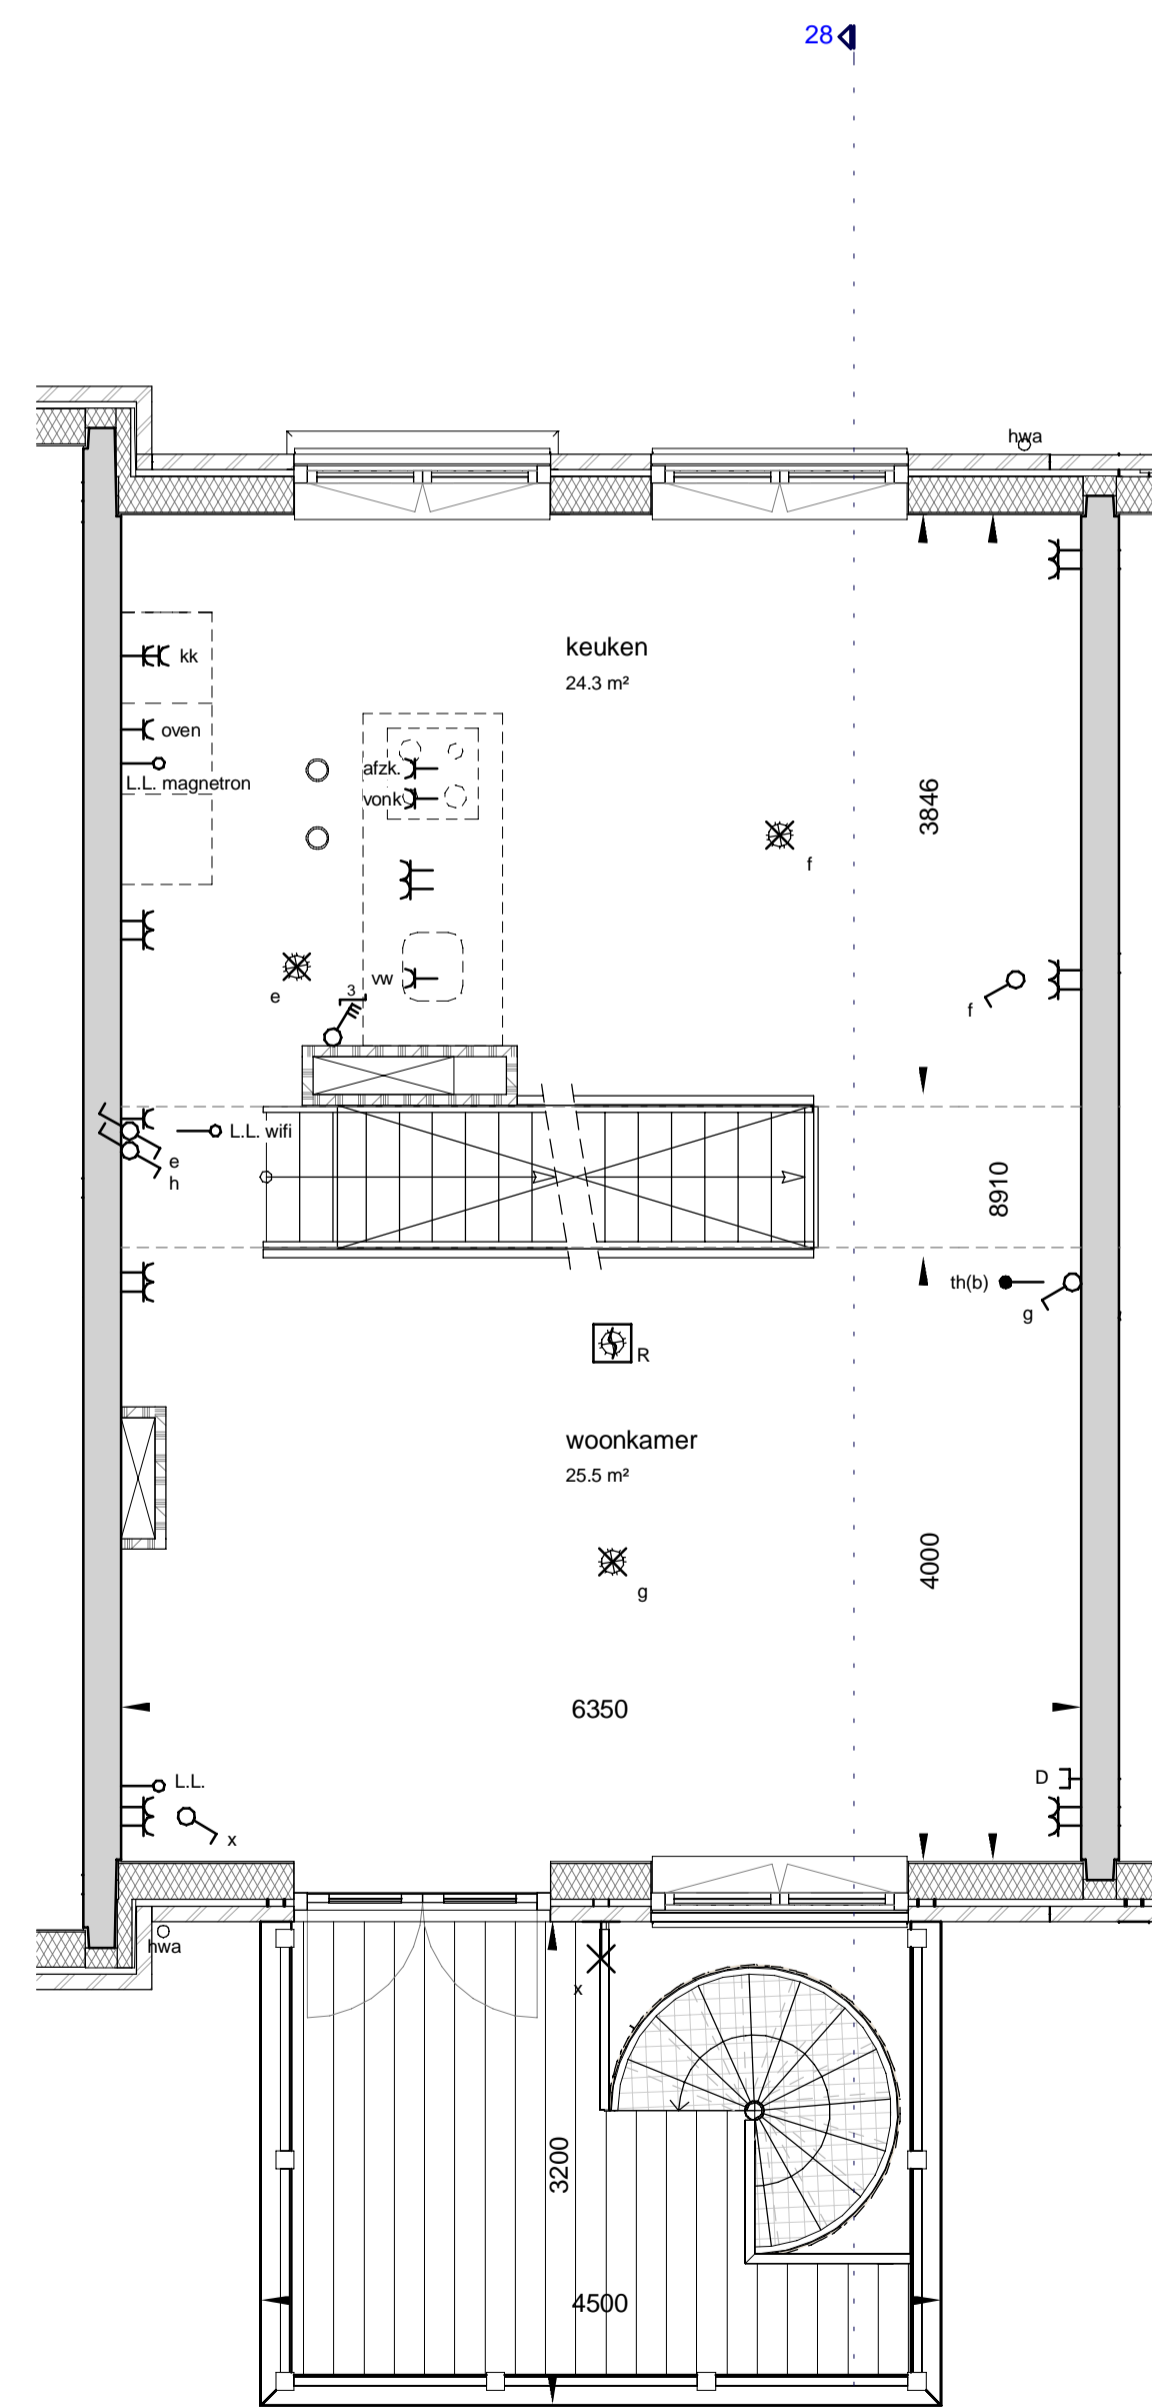 28
hwa
keuken
24.3 m²
kk
oven
L.L. magnetron
afzk.
vonk
3846
f
vw
e
3
f
L.L. wifi
e
h
8910
th(b)
g
R
woonkamer
25.5 m²
4000
g
6350
L.L.
D
x
hwa
x
3200
4500